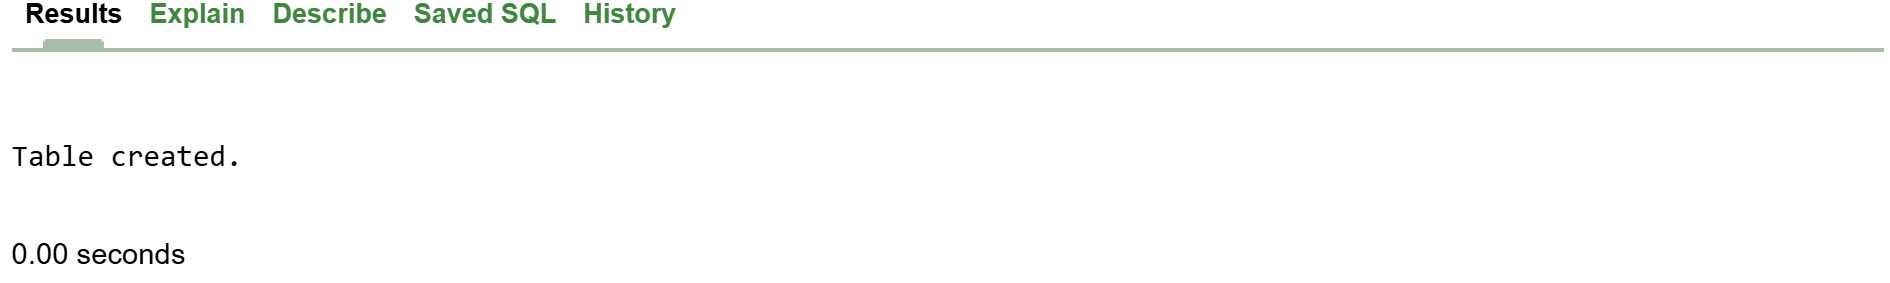 Results Explain Describe Saved SQL History
Table created.
0.00 seconds